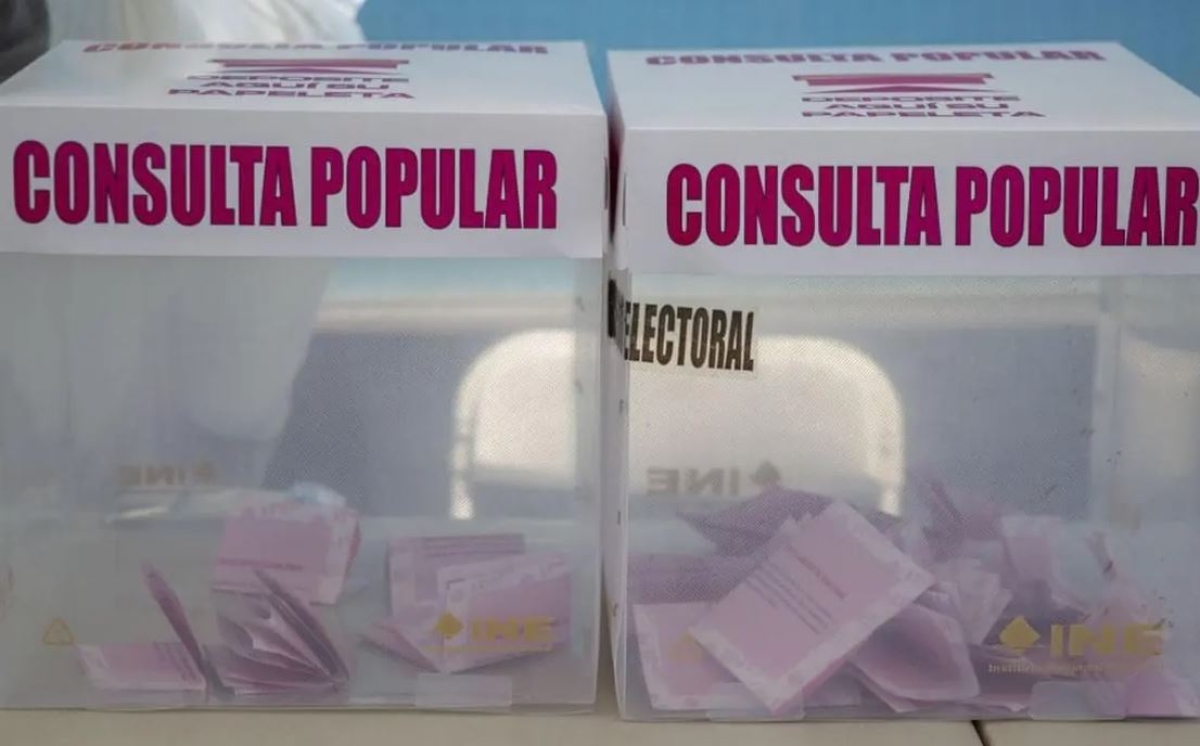 CONSULTA POPULAR
DEPOSITE
AQUÍ SU
PAPELETA
CONSULTA POPULAR
INE
INE
CONSULTA POPULAR
DEPOSITE
AQUÍ SU
PAPELETA
CONSULTA POPULAR
ELECTORAL
INE
INE